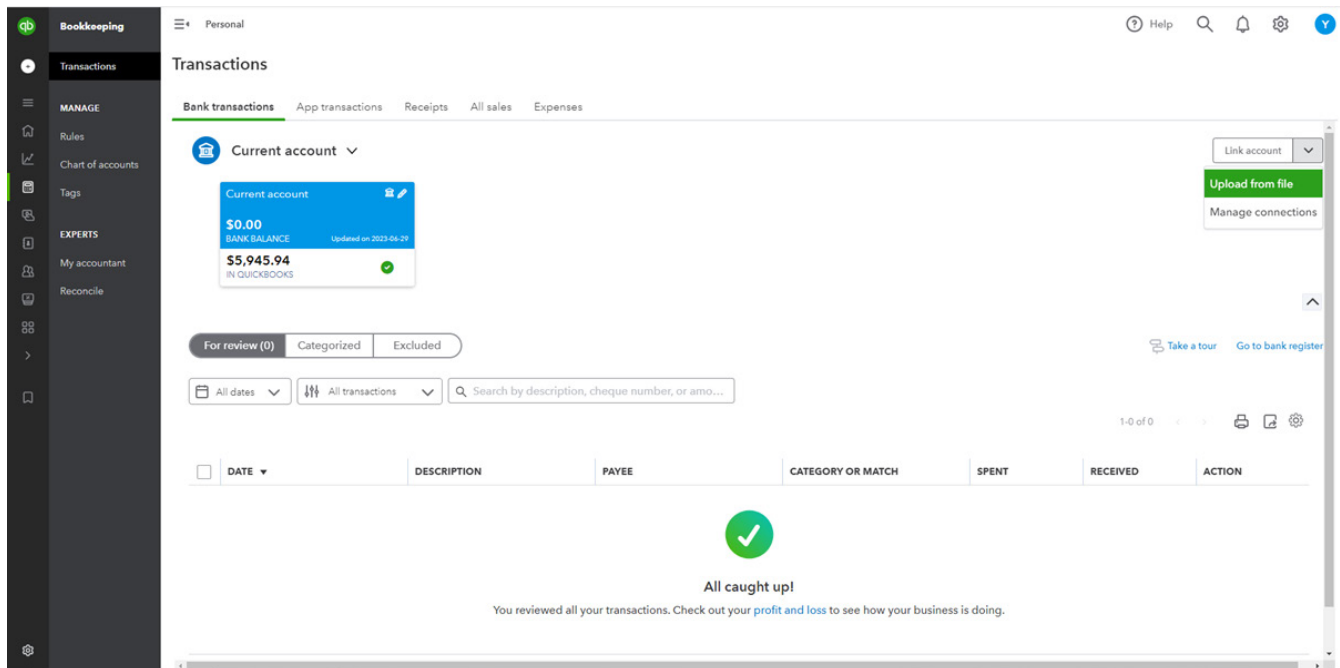 qb
Bookkeeping
Personal
Help
Y
Transactions
Transactions
MANAGE
Rules
Chart of accounts
Tags
EXPERTS
My accountant
Reconcile
Bank transactions
App transactions
Receipts
All sales
Expenses
Current account
Link account
Upload from file
Manage connections
Current account
$0.00
BANK BALANCE
Updated on 2023-06-29
$5,945.94
IN QUICKBOOKS
For review (0)
Categorized
Excluded
Take a tour
Go to bank register
All dates
All transactions
Search by description, cheque number, or amo...
1-0 of 0
DATE
DESCRIPTION
PAYEE
CATEGORY OR MATCH
SPENT
RECEIVED
ACTION
All caught up!
You reviewed all your transactions. Check out your profit and loss to see how your business is doing.